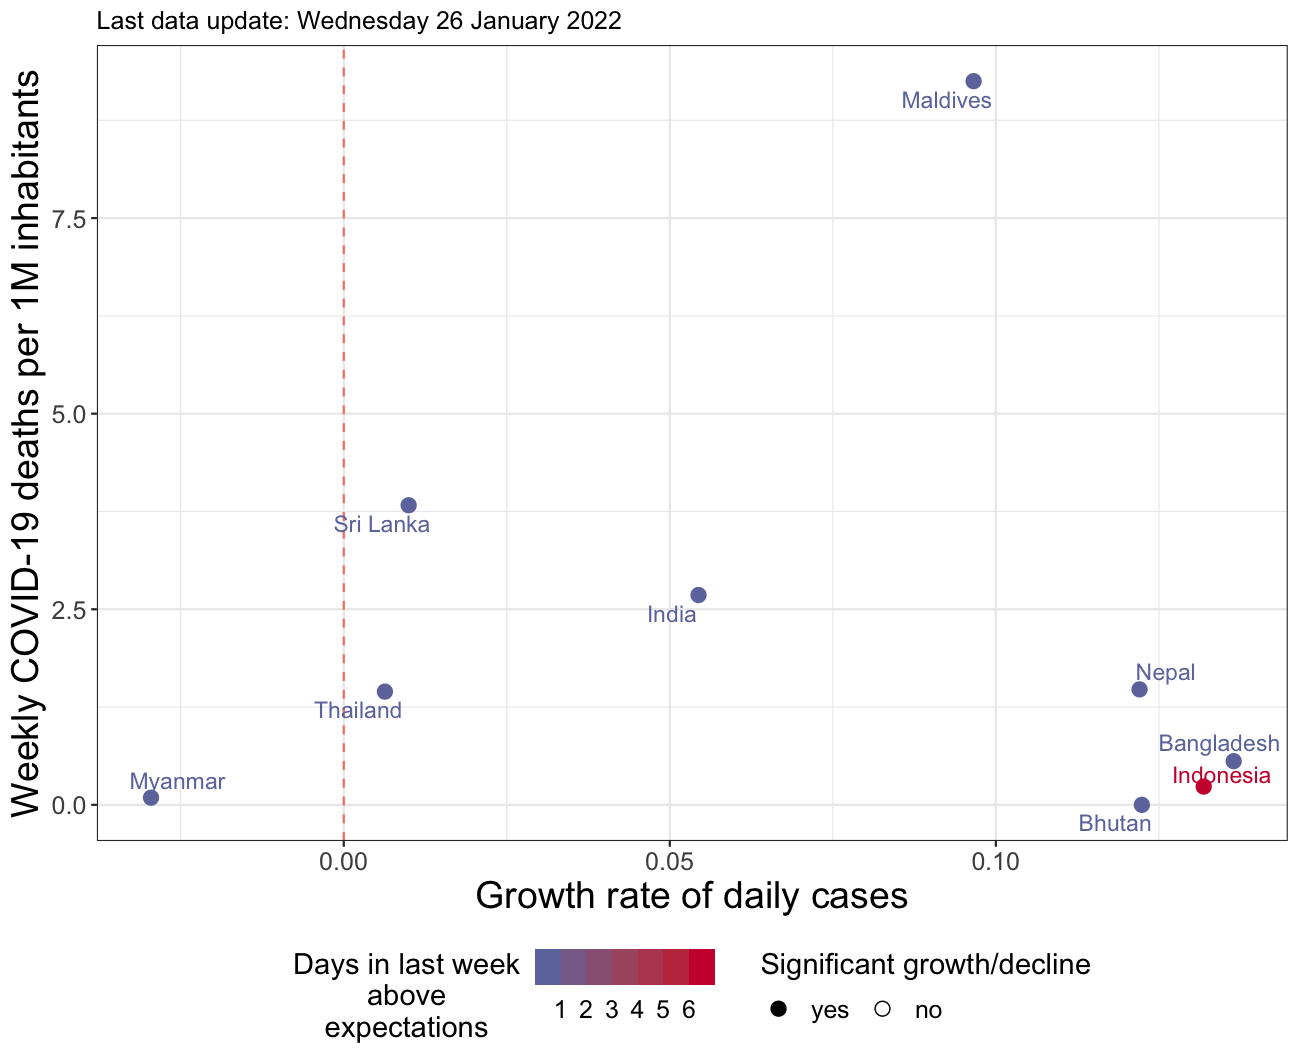 Last data update: Wednesday 26 January 2022
Weekly COVID-19 deaths per 1M inhabitants
7.5
5.0
2.5
0.0
Maldives
Sri Lanka
India
Nepal
Thailand
Bangladesh
Indonesia
Myanmar
Bhutan
0.00
0.05
0.10
Growth rate of daily cases
Days in last week
above
expectations
1 2 3 4 5 6
Significant growth/decline
yes no